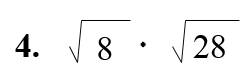 4. √8 · √28